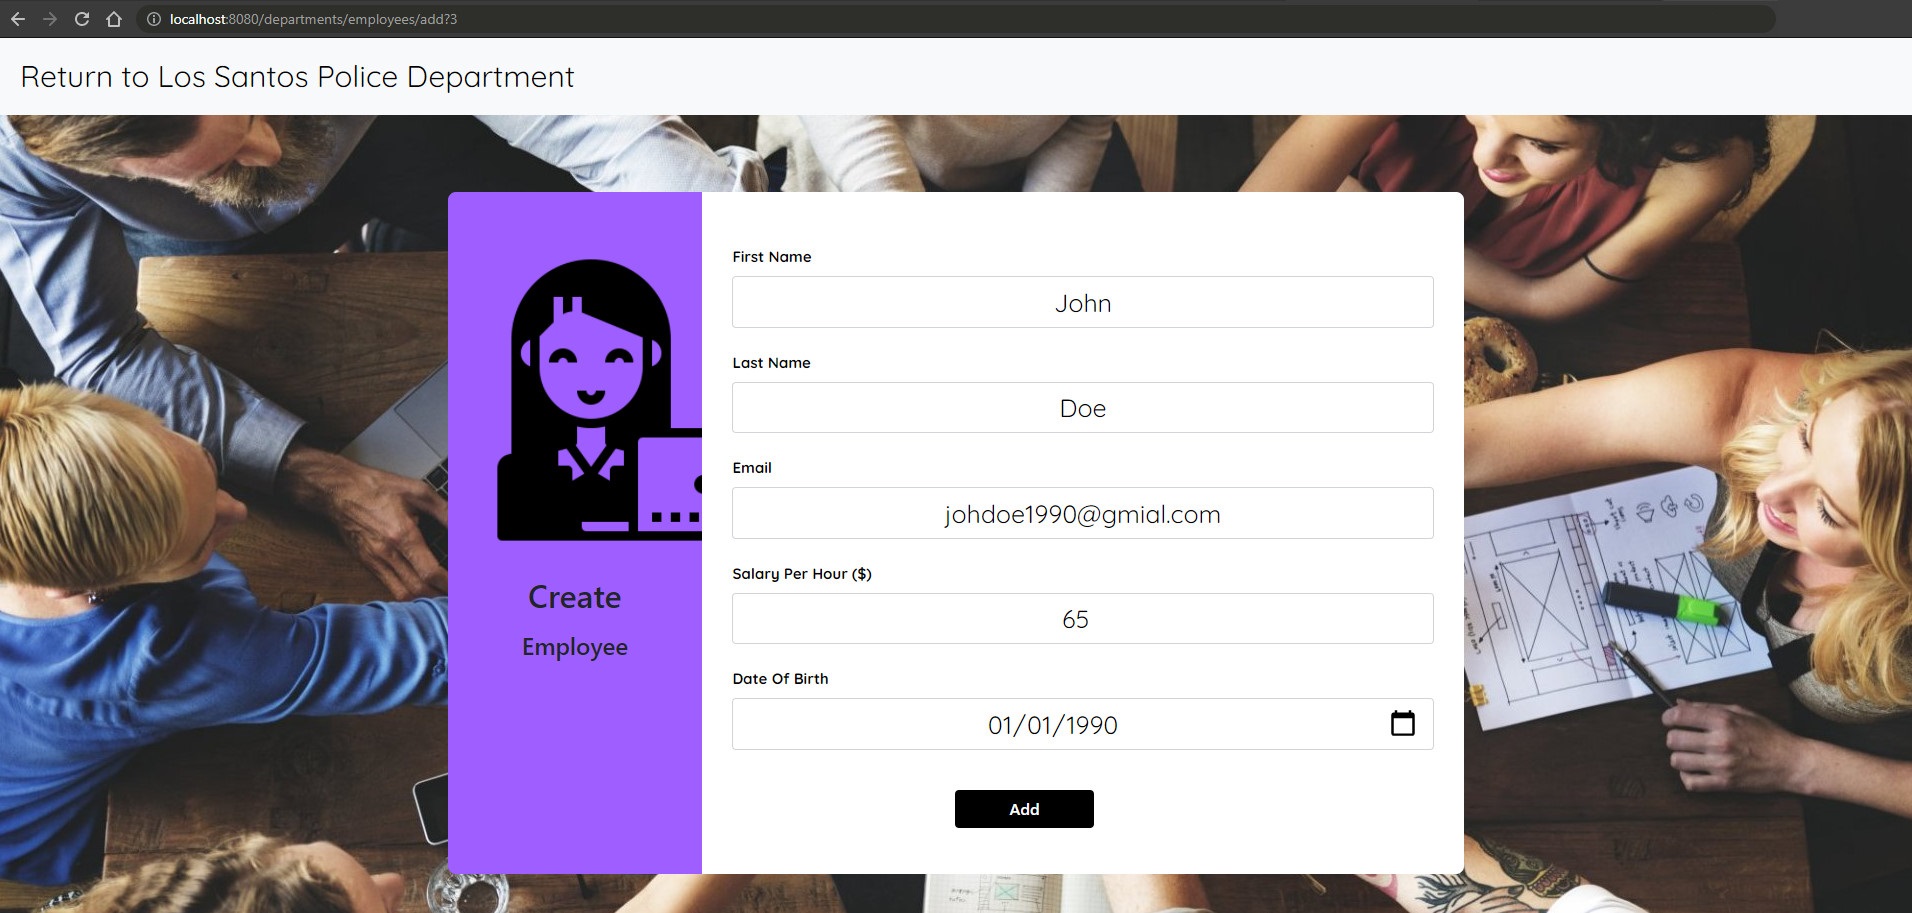 localhost:8080/departments/employees/add?3
Return to Los Santos Police Department
First Name
John
Last Name
Doe
Email
johdoe1990@gmial.com
Salary Per Hour ($)
65
Date Of Birth
01/01/1990
Add
Create
Employee